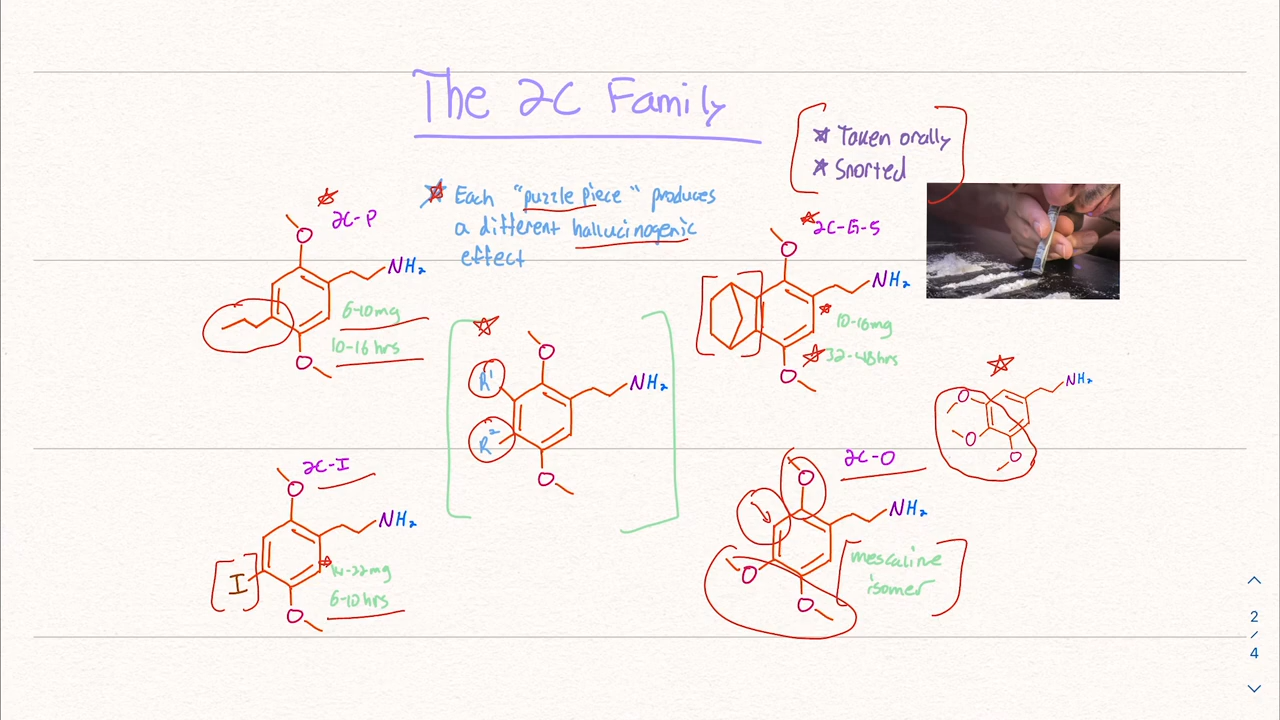 The 2C Family
Taken orally
Snorted
Each "puzzle piece" produces
a different hallucinogenic
effect
2C-P
NH₂
6-10mg
10-16 hrs
2C-G-5
NH₂
10-16mg
32-48hrs
R¹
R²
O
O
NH₂
O
O
O
O
NH₂
O
O
O
2C-I
NH₂
I
14-22mg
6-10hrs
O
O
2C-O
NH₂
mescaline
isomer
O
O
O
2
/
4